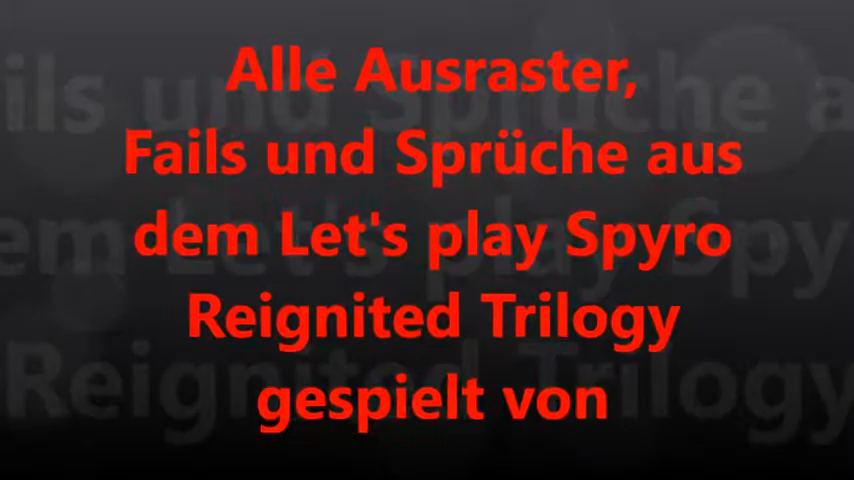 Alle Ausraster,
Fails und Sprüche aus
dem Let's play Spyro
Reignited Trilogy
gespielt von